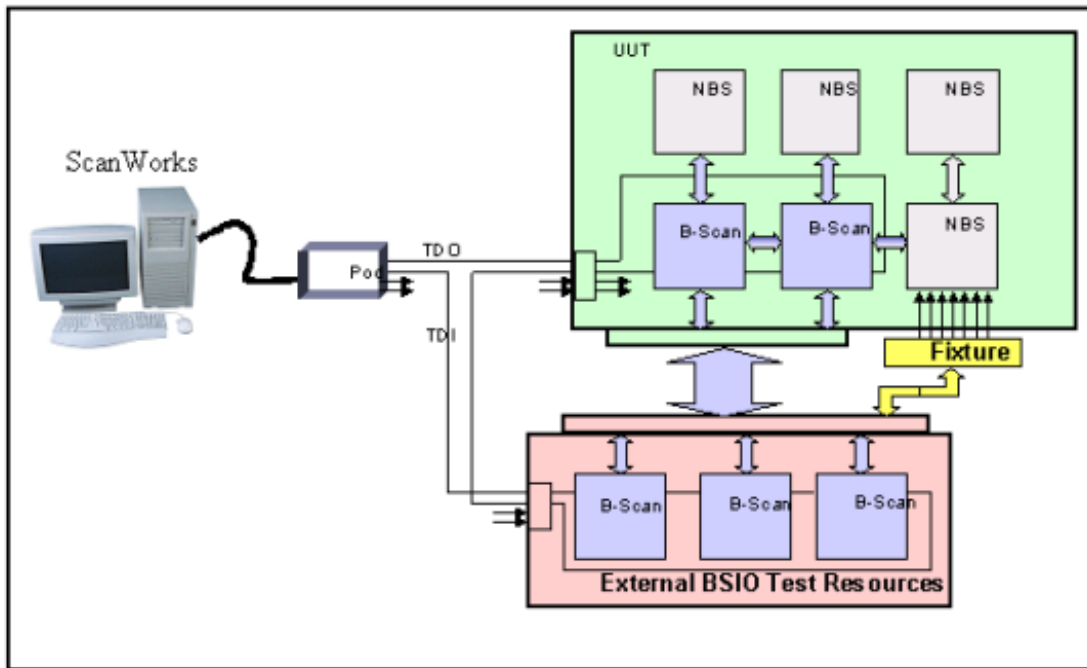 UUT
NBS
NBS
NBS
ScanWorks
B-Scan
B-Scan
NBS
TDO
Pod
TDI
Fixture
B-Scan
B-Scan
B-Scan
External BSIO Test Resources